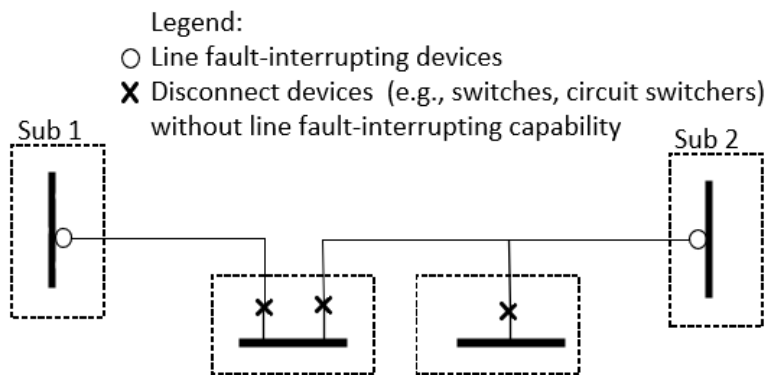 Legend:
Line fault-interrupting devices
Disconnect devices (e.g., switches, circuit switchers)
without line fault-interrupting capability
Sub 1
Sub 2